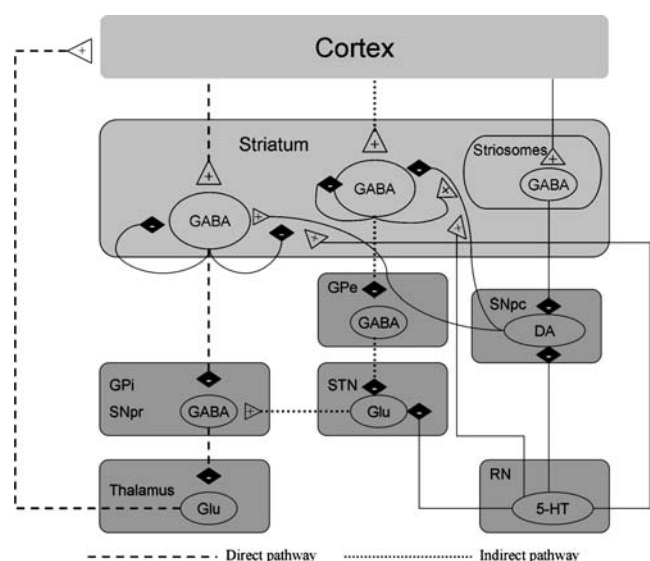 Cortex
Striatum
Striosomes
GABA
GABA
GABA
GPe
GABA
SNpc
DA
GPi
SNpr
GABA
STN
Glu
Thalamus
Glu
RN
5-HT
Direct pathway
Indirect pathway